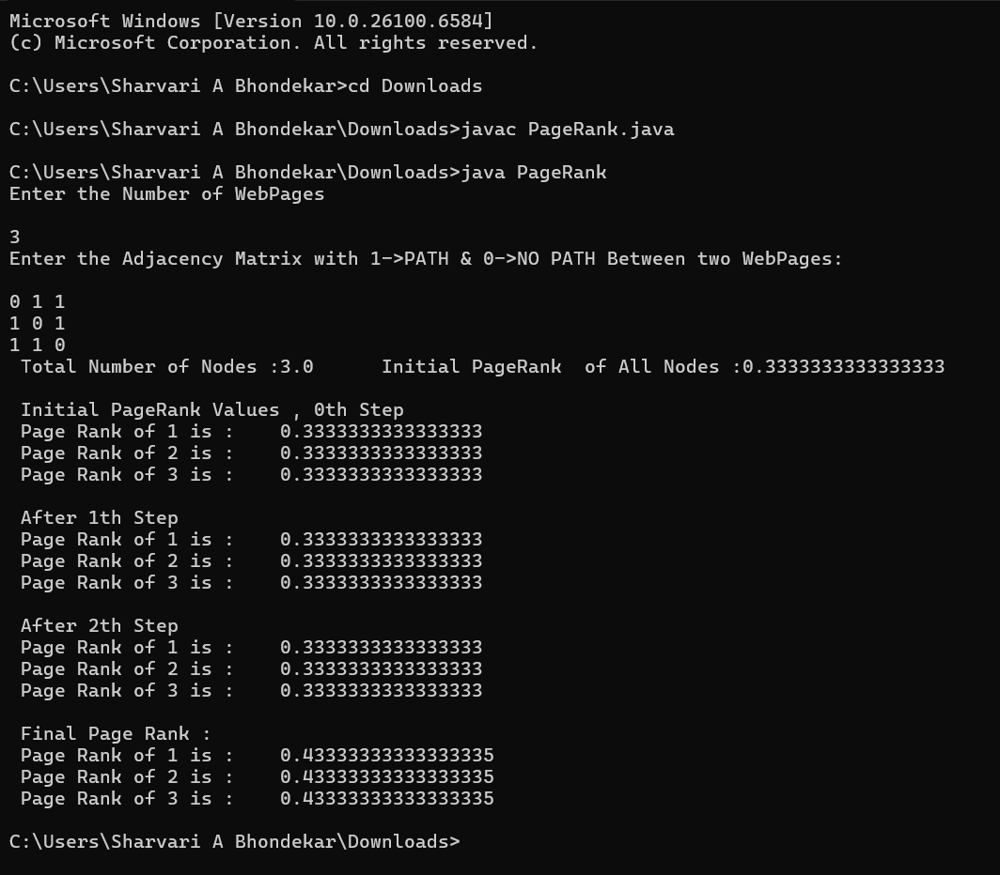 Microsoft Windows [Version 10.0.26100.6584]
(c) Microsoft Corporation. All rights reserved.
C:\Users\Sharvari A Bhondekar>cd Downloads
C:\Users\Sharvari A Bhondekar\Downloads>javac PageRank.java
C:\Users\Sharvari A Bhondekar\Downloads>java PageRank
Enter the Number of WebPages
3
Enter the Adjacency Matrix with 1->PATH & 0->NO PATH Between two WebPages:
0 1 1
1 0 1
1 1 0
Total Number of Nodes :3.0      Initial PageRank  of All Nodes :0.3333333333333333
Initial PageRank Values , 0th Step
Page Rank of 1 is :    0.3333333333333333
Page Rank of 2 is :    0.3333333333333333
Page Rank of 3 is :    0.3333333333333333
After 1th Step
Page Rank of 1 is :    0.3333333333333333
Page Rank of 2 is :    0.3333333333333333
Page Rank of 3 is :    0.3333333333333333
After 2th Step
Page Rank of 1 is :    0.3333333333333333
Page Rank of 2 is :    0.3333333333333333
Page Rank of 3 is :    0.3333333333333333
Final Page Rank :
Page Rank of 1 is :    0.43333333333333335
Page Rank of 2 is :    0.43333333333333335
Page Rank of 3 is :    0.43333333333333335
C:\Users\Sharvari A Bhondekar\Downloads>